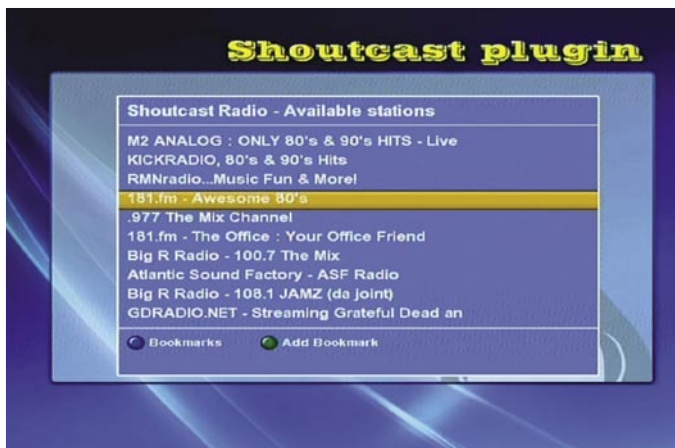 Shoutcast plugin
Shoutcast Radio - Available stations
M2 ANALOG : ONLY 80's & 90's HITS - Live
KICKRADIO, 80's & 90's Hits
RMNradio...Music Fun & More!
181.fm - Awesome 80's
.977 The Mix Channel
181.fm - The Office : Your Office Friend
Big R Radio - 100.7 The Mix
Atlantic Sound Factory - ASF Radio
Big R Radio - 108.1 JAMZ (da joint)
GDRADIO.NET - Streaming Grateful Dead an
Bookmarks Add Bookmark